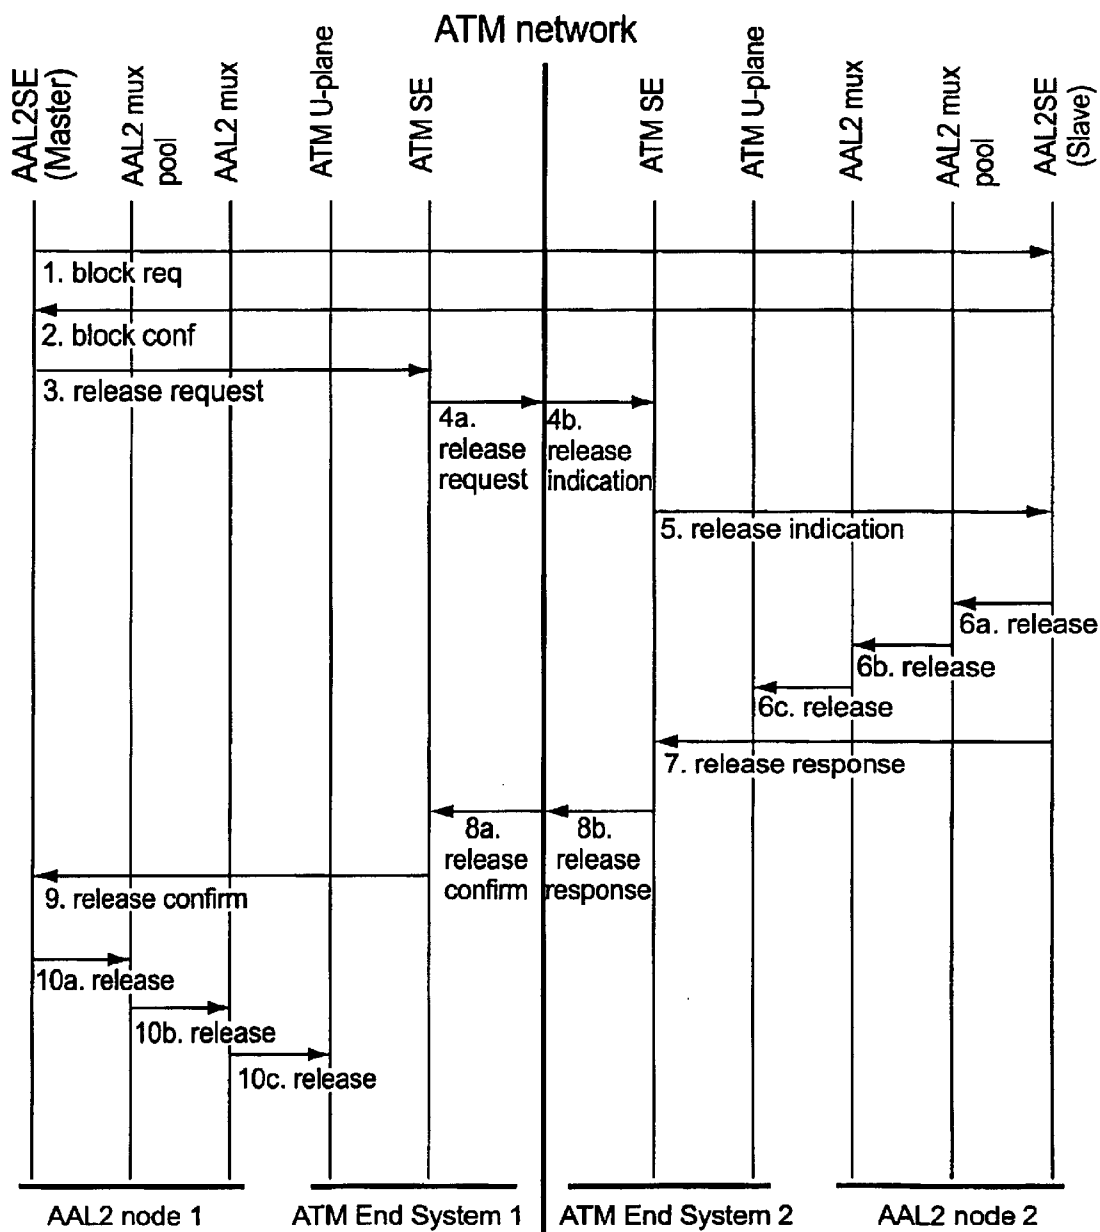 ATM network
AAL2SE
(Master)
AAL2 mux
pool
AAL2 mux
ATM U-plane
ATM SE
ATM SE
ATM U-plane
AAL2 mux
AAL2 mux
pool
AAL2SE
(Slave)
1. block req
2. block conf
3. release request
4a.
release
request
4b.
release
indication
5. release indication
6a. release
6b. release
6c. release
7. release response
8a.
release
confirm
8b.
release
response
9. release confirm
10a. release
10b. release
10c. release
AAL2 node 1
ATM End System 1
ATM End System 2
AAL2 node 2